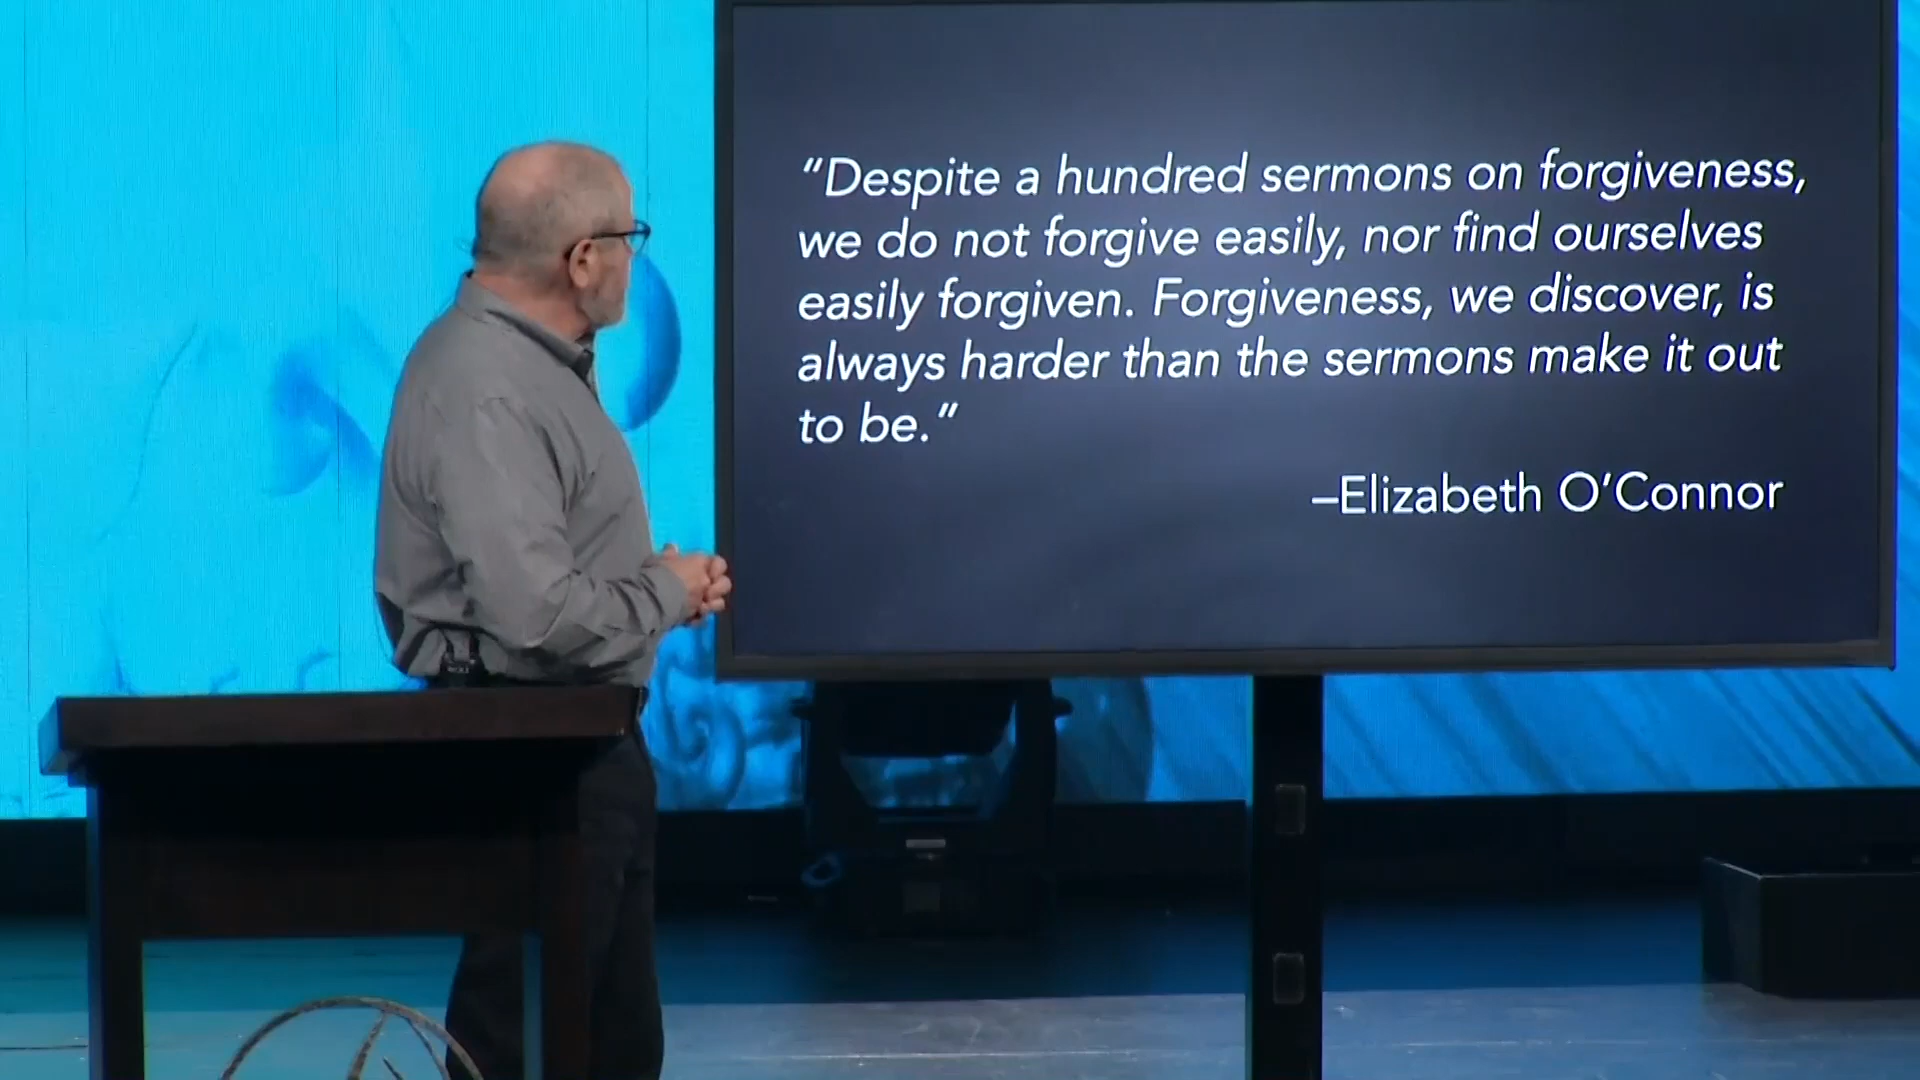 “Despite a hundred sermons on forgiveness,
we do not forgive easily, nor find ourselves
easily forgiven. Forgiveness, we discover, is
always harder than the sermons make it out
to be.”
–Elizabeth O’Connor